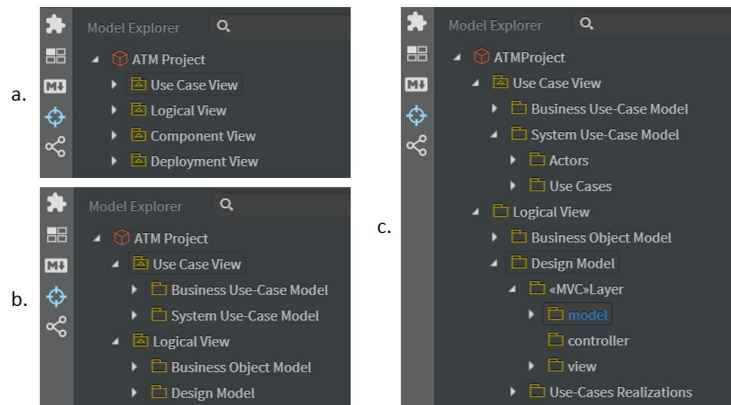 a.
Model Explorer
M↓
ATM Project
Use Case View
Logical View
Component View
Deployment View
b.
Model Explorer
M↓
ATM Project
Use Case View
Business Use-Case Model
System Use-Case Model
Logical View
Business Object Model
Design Model
c.
Model Explorer
M↓
ATMProject
Use Case View
Business Use-Case Model
System Use-Case Model
Actors
Use Cases
Logical View
Business Object Model
Design Model
«MVC»Layer
model
controller
view
Use-Cases Realizations